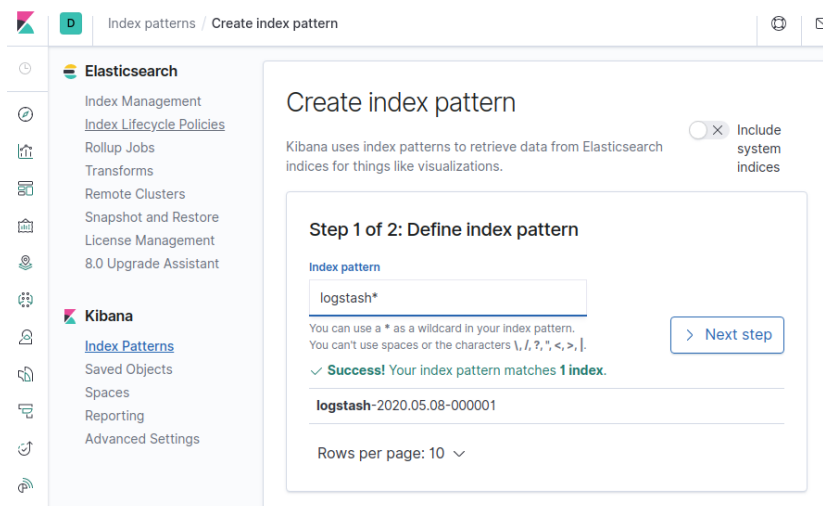 D Index patterns / Create index pattern
Elasticsearch
Index Management
Index Lifecycle Policies
Rollup Jobs
Transforms
Remote Clusters
Snapshot and Restore
License Management
8.0 Upgrade Assistant
Kibana
Index Patterns
Saved Objects
Spaces
Reporting
Advanced Settings
Create index pattern
Kibana uses index patterns to retrieve data from Elasticsearch
indices for things like visualizations.
Include
system
indices
Step 1 of 2: Define index pattern
Index pattern
logstash*
You can use a * as a wildcard in your index pattern.
You can't use spaces or the characters \, /, ?, ", <, >, |.
Success! Your index pattern matches 1 index.
Next step
logstash-2020.05.08-000001
Rows per page: 10